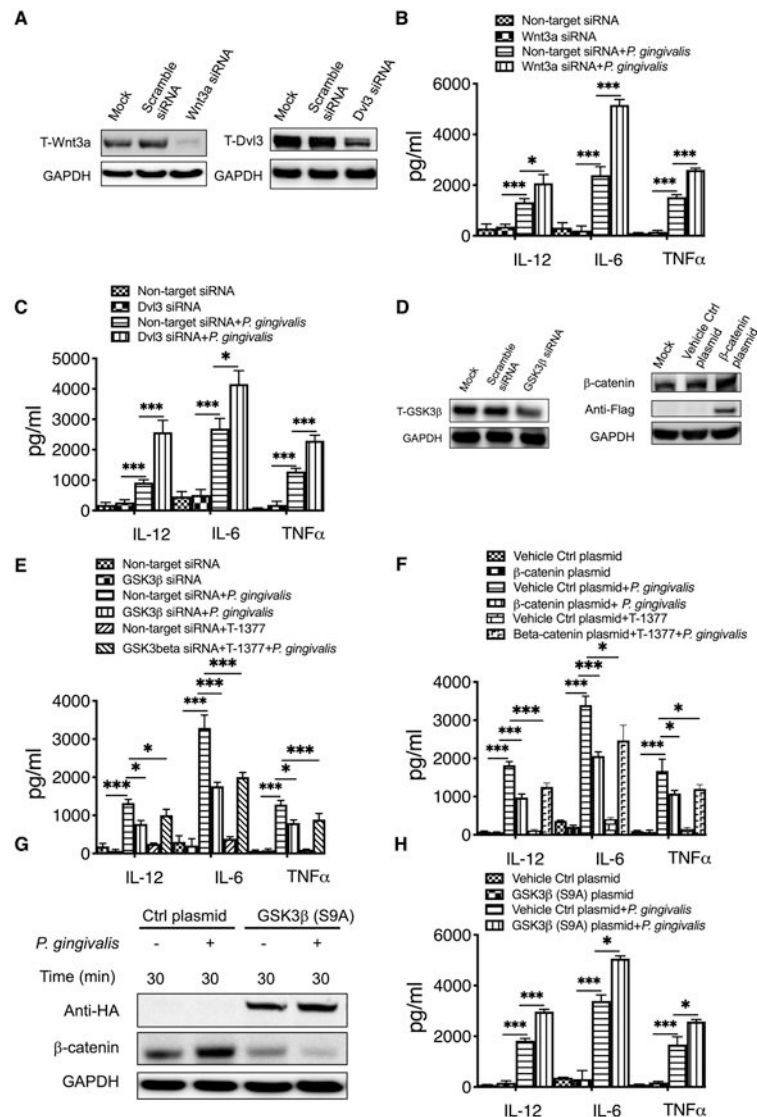 A
Mock
Scramble
siRNA
Wnt3a siRNA
T-Wnt3a
GAPDH
Mock
Scramble
siRNA
Dvl3 siRNA
T-Dvl3
GAPDH
B
Non-target siRNA
Wnt3a siRNA
Non-target siRNA+P. gingivalis
Wnt3a siRNA+P. gingivalis
pg/ml
6000
4000
2000
0
*** * *** *** *** ***
IL-12 IL-6 TNFα
C
Non-target siRNA
Dvl3 siRNA
Non-target siRNA+P. gingivalis
Dvl3 siRNA+P. gingivalis
pg/ml
5000
4000
3000
2000
1000
0
*** *** *** * *** ***
IL-12 IL-6 TNFα
D
Mock
Scramble
siRNA
GSK3β siRNA
T-GSK3β
GAPDH
Mock
Vehicle Ctrl
plasmid
β-catenin
plasmid
β-catenin
Anti-Flag
GAPDH
E
Non-target siRNA
GSK3β siRNA
Non-target siRNA+P. gingivalis
GSK3β siRNA+P. gingivalis
Non-target siRNA+T-1377
GSK3beta siRNA+T-1377+P. gingivalis
pg/ml
4000
3000
2000
1000
0
*** * * *** *** *** *** * ***
IL-12 IL-6 TNFα
F
Vehicle Ctrl plasmid
β-catenin plasmid
Vehicle Ctrl plasmid+P. gingivalis
β-catenin plasmid+ P. gingivalis
Vehicle Ctrl plasmid+T-1377
Beta-catenin plasmid+T-1377+P. gingivalis
pg/ml
4000
3000
2000
1000
0
*** *** *** *** *** * *** * *
IL-12 IL-6 TNFα
G
Ctrl plasmid GSK3β (S9A)
P. gingivalis - + - +
Time (min) 30 30 30 30
Anti-HA
β-catenin
GAPDH
H
Vehicle Ctrl plasmid
GSK3β (S9A) plasmid
Vehicle Ctrl plasmid+P. gingivalis
GSK3β (S9A) plasmid+P. gingivalis
pg/ml
6000
4000
2000
0
*** *** *** * *** *
IL-12 IL-6 TNFα